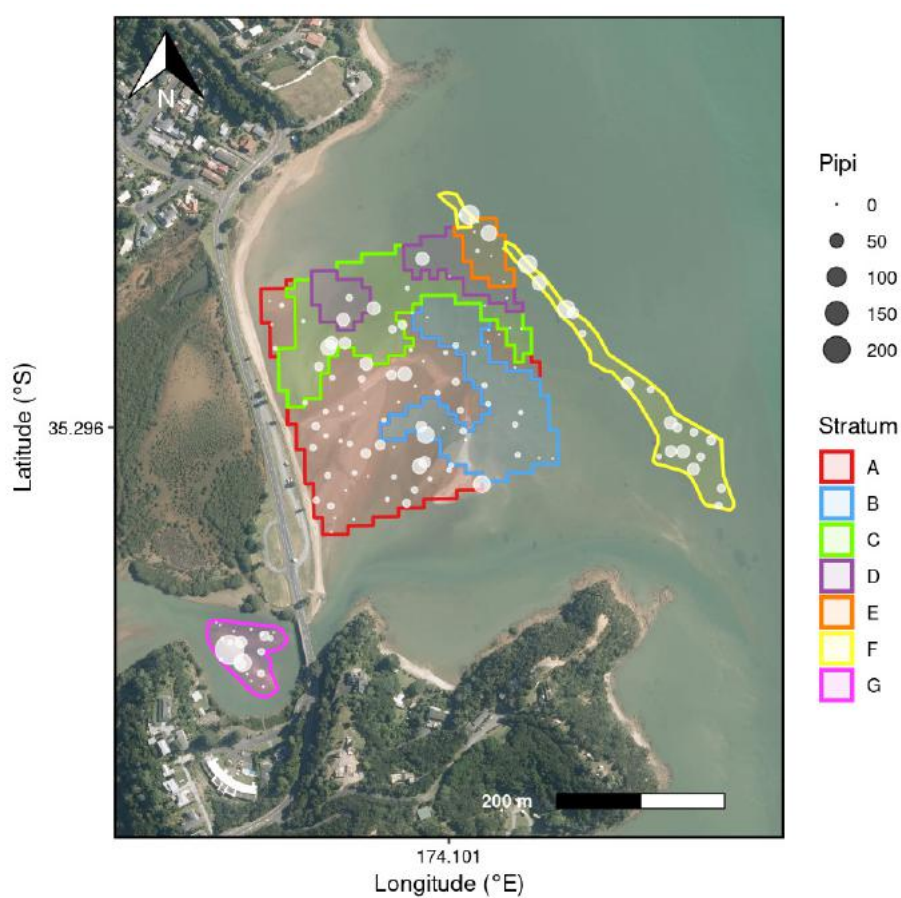 N
Pipi
0
50
100
150
200
Stratum
A
B
C
D
E
F
G
Latitude (°S)
35.296
200 m
174.101
Longitude (°E)